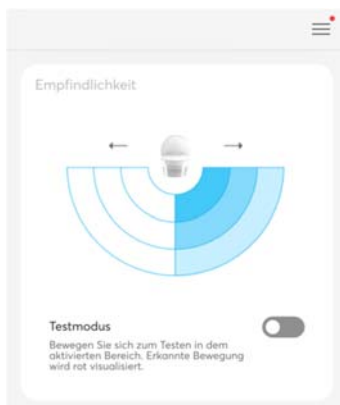 Empfindlichkeit
Testmodus
Bewegen Sie sich zum Testen in dem
aktivierten Bereich. Erkannte Bewegung
wird rot visualisiert.